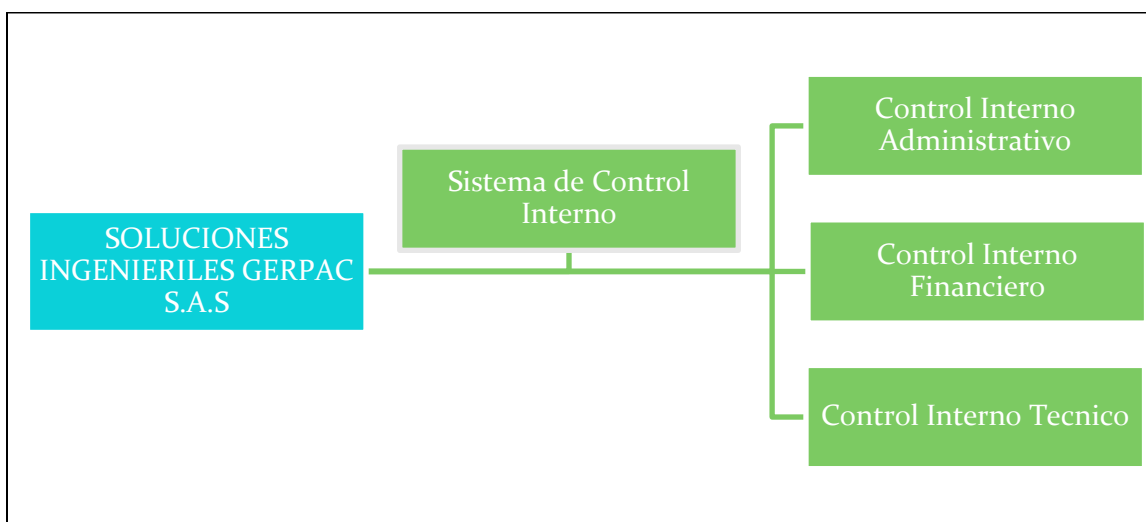 SOLUCIONES
INGENIERILES GERPAC
S.A.S
Sistema de Control
Interno
Control Interno
Administrativo
Control Interno
Financiero
Control Interno Tecnico